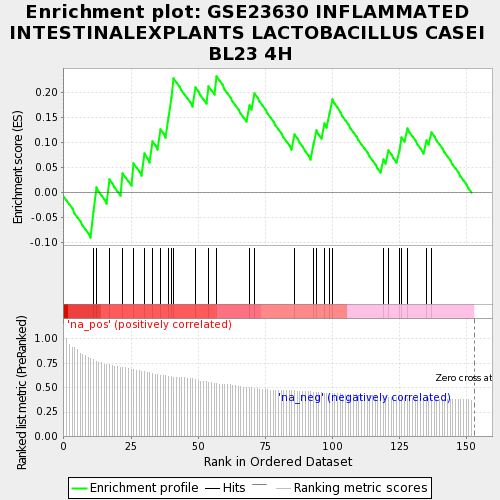 Enrichment plot: GSE23630 INFLAMMATED
INTESTINALEXPLANTS LACTOBACILLUS CASEI
BL23 4H
Enrichment score (ES)
0.20
0.15
0.10
0.05
0.00
-0.05
-0.10
'na_pos' (positively correlated)
Ranked list metric (PreRanked)
1.00
0.75
0.50
0.25
0.00
Zero cross at
'na_neg' (negatively correlated)
0 25 50 75 100 125 150
Rank in Ordered Dataset
Enrichment profile Hits Ranking metric scores